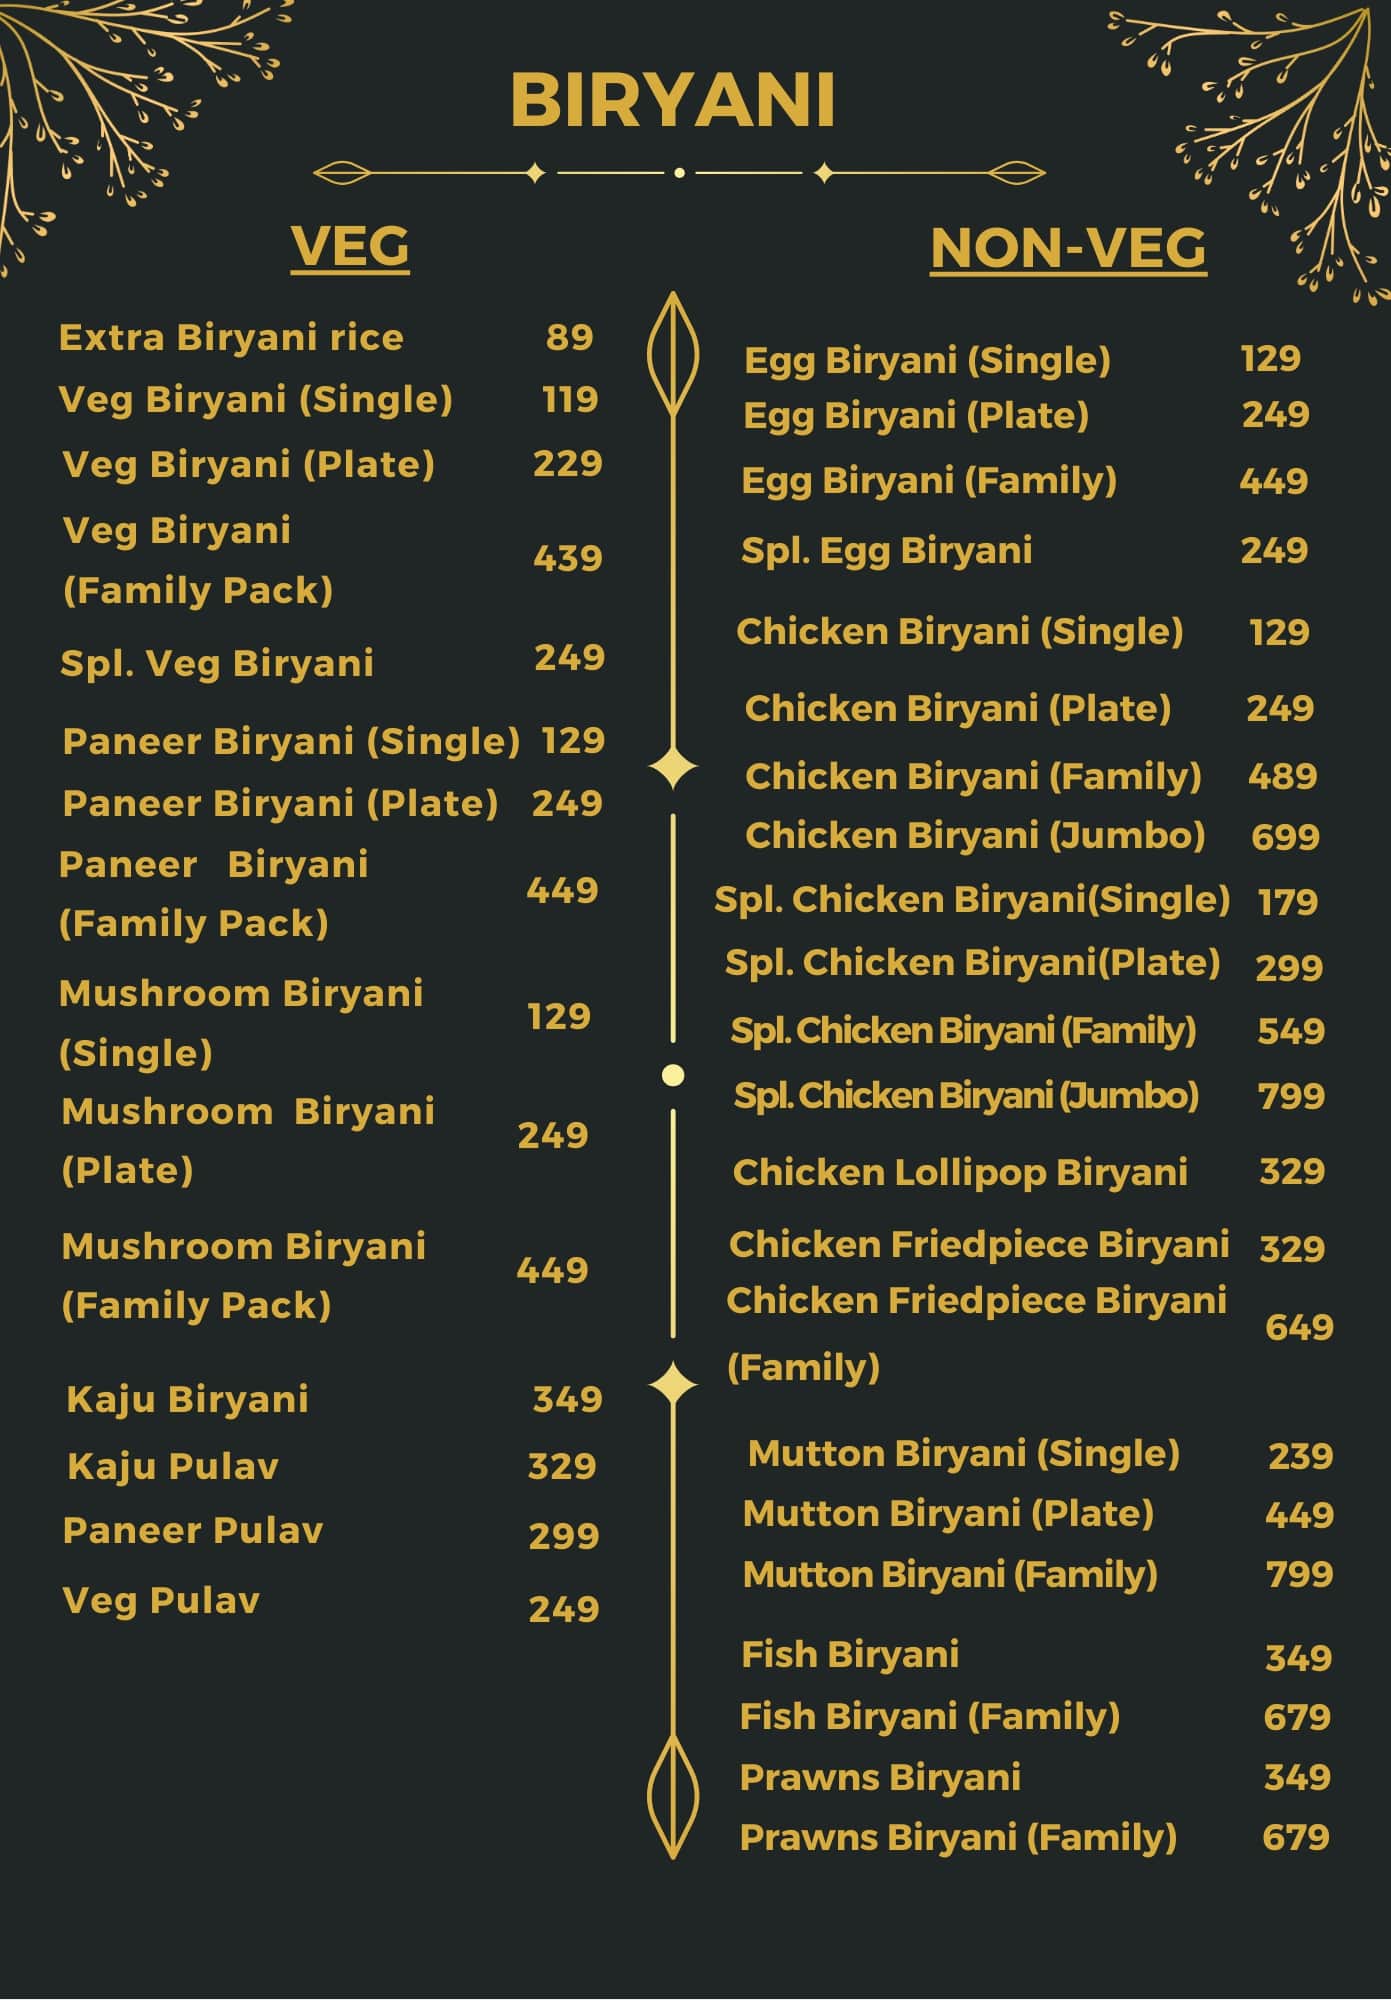 BIRYANI
VEG
Extra Biryani rice 89
Veg Biryani (Single) 119
Veg Biryani (Plate) 229
Veg Biryani
(Family Pack) 439
Spl. Veg Biryani 249
Paneer Biryani (Single) 129
Paneer Biryani (Plate) 249
Paneer Biryani
(Family Pack) 449
Mushroom Biryani
(Single) 129
Mushroom Biryani
(Plate) 249
Mushroom Biryani
(Family Pack) 449
Kaju Biryani 349
Kaju Pulav 329
Paneer Pulav 299
Veg Pulav 249
NON-VEG
Egg Biryani (Single) 129
Egg Biryani (Plate) 249
Egg Biryani (Family) 449
Spl. Egg Biryani 249
Chicken Biryani (Single) 129
Chicken Biryani (Plate) 249
Chicken Biryani (Family) 489
Chicken Biryani (Jumbo) 699
Spl. Chicken Biryani(Single) 179
Spl. Chicken Biryani(Plate) 299
Spl. Chicken Biryani (Family) 549
Spl. Chicken Biryani (Jumbo) 799
Chicken Lollipop Biryani 329
Chicken Friedpiece Biryani 329
Chicken Friedpiece Biryani
(Family) 649
Mutton Biryani (Single) 239
Mutton Biryani (Plate) 449
Mutton Biryani (Family) 799
Fish Biryani 349
Fish Biryani (Family) 679
Prawns Biryani 349
Prawns Biryani (Family) 679